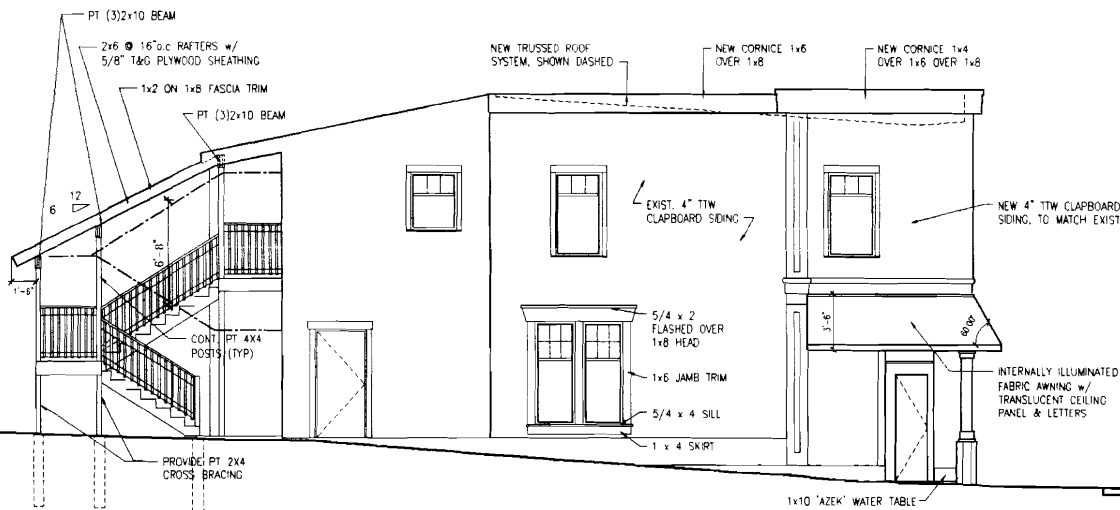 PT (3)2x10 BEAM
2x6 @ 16"o.c RAFTERS w/
5/8" T&G PLYWOOD SHEATHING
1x2 ON 1x8 FASCIA TRIM
PT (3)2x10 BEAM
NEW TRUSSED ROOF
SYSTEM, SHOWN DASHED
NEW CORNICE 1x6
OVER 1x8
NEW CORNICE 1x4
OVER 1x6 OVER 1x8
12
6
6'-8"
1'-6"
EXIST. 4" TTW
CLAPBOARD SIDING
NEW 4" TTW CLAPBOARD
SIDING, TO MATCH EXIST
CONT. PT 4X4
POSTS (TYP)
5/4 x 2
FLASHED OVER
1x8 HEAD
3'-6"
60.00°
1x6 JAMB TRIM
INTERNALLY ILLUMINATED
FABRIC AWNING w/
TRANSLUCENT CEILING
PANEL & LETTERS
5/4 x 4 SILL
1 x 4 SKIRT
PROVIDE PT 2X4
CROSS BRACING
1x10 'AZEK' WATER TABLE